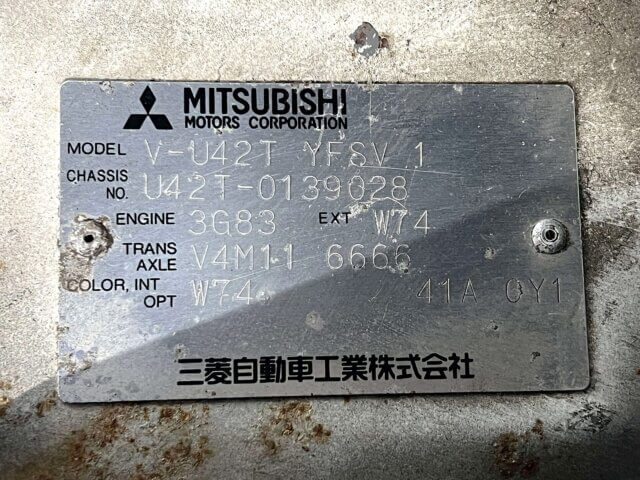 MITSUBISHI
MOTORS CORPORATION
MODEL V-U42T YFSV 1
CHASSIS NO. U42T-0139028
ENGINE 3G83 EXT W74
TRANS AXLE V4M11 6666
COLOR, INT OPT W74 41A 0Y1
三菱自動車工業株式会社